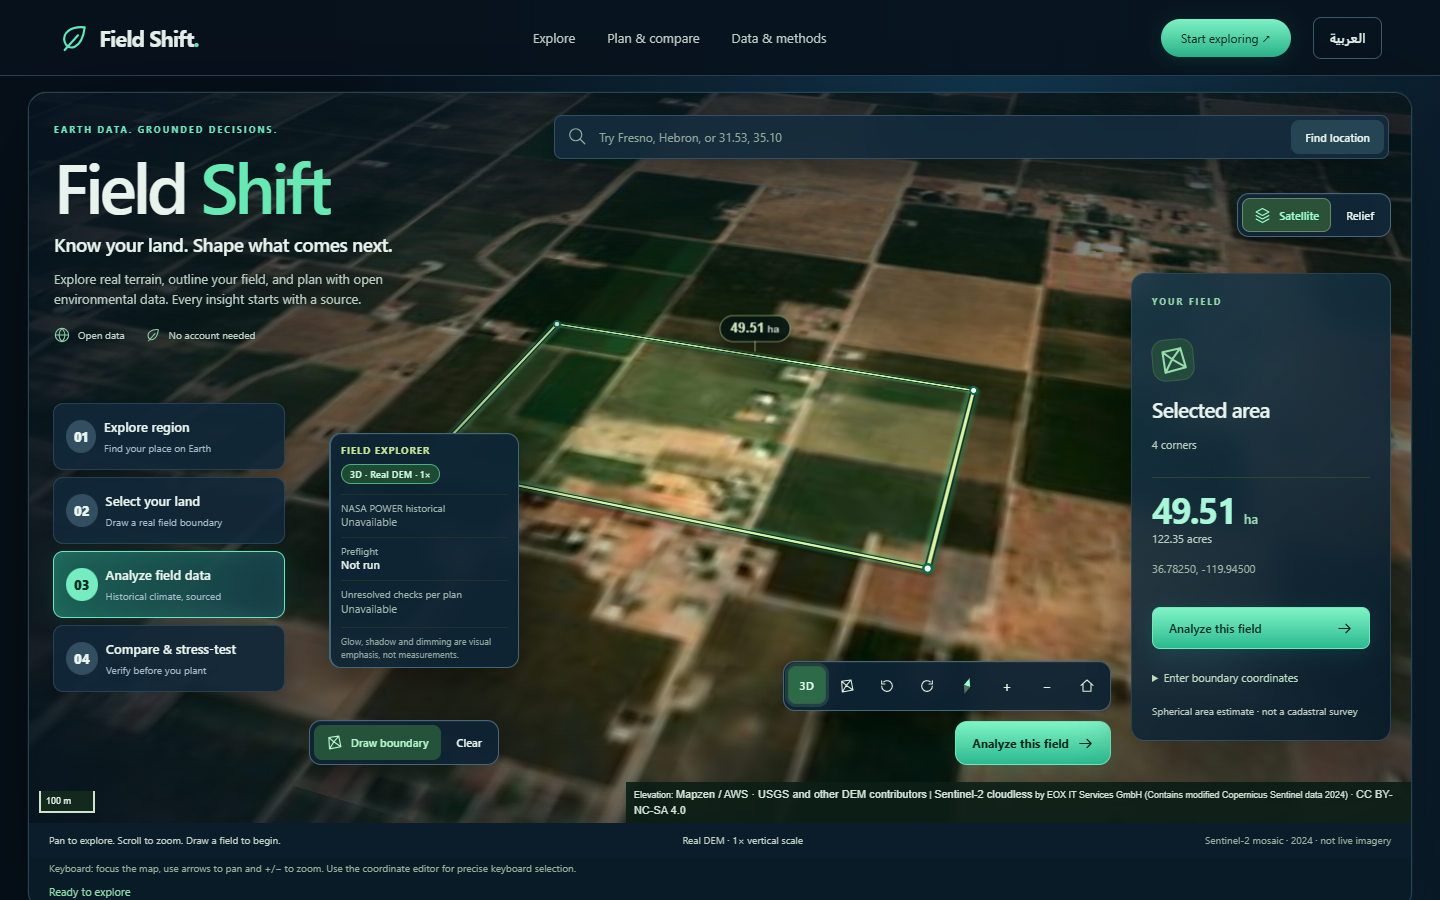 Field Shift.
Explore
Plan & compare
Data & methods
Start exploring ↗
العربية
EARTH DATA. GROUNDED DECISIONS.
Field Shift
Know your land. Shape what comes next.
Explore real terrain, outline your field, and plan with open
environmental data. Every insight starts with a source.
Open data
No account needed
Try Fresno, Hebron, or 31.53, 35.10
Find location
Satellite
Relief
01
Explore region
Find your place on Earth
02
Select your land
Draw a real field boundary
03
Analyze field data
Historical climate, sourced
04
Compare & stress-test
Verify before you plant
49.51 ha
FIELD EXPLORER
3D · Real DEM · 1×
NASA POWER historical
Unavailable
Preflight
Not run
Unresolved checks per plan
Unavailable
Glow, shadow and dimming are visual
emphasis, not measurements.
YOUR FIELD
Selected area
4 corners
49.51 ha
122.35 acres
36.78250, -119.94500
Analyze this field →
▶ Enter boundary coordinates
Spherical area estimate · not a cadastral survey
3D
+
−
Draw boundary
Clear
Analyze this field →
100 m
Elevation: Mapzen / AWS · USGS and other DEM contributors | Sentinel-2 cloudless by EOX IT Services GmbH (Contains modified Copernicus Sentinel data 2024) · CC BY-
NC-SA 4.0
Pan to explore. Scroll to zoom. Draw a field to begin.
Real DEM · 1× vertical scale
Sentinel-2 mosaic · 2024 · not live imagery
Keyboard: focus the map, use arrows to pan and +/− to zoom. Use the coordinate editor for precise keyboard selection.
Ready to explore